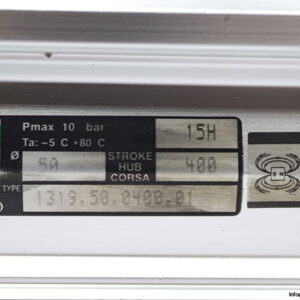 Pmax 10 bar 15H
Ta: -5 C +80 C
Ø 50 STROKE HUB CORSA 400
TYPE 1319.50.0400.01